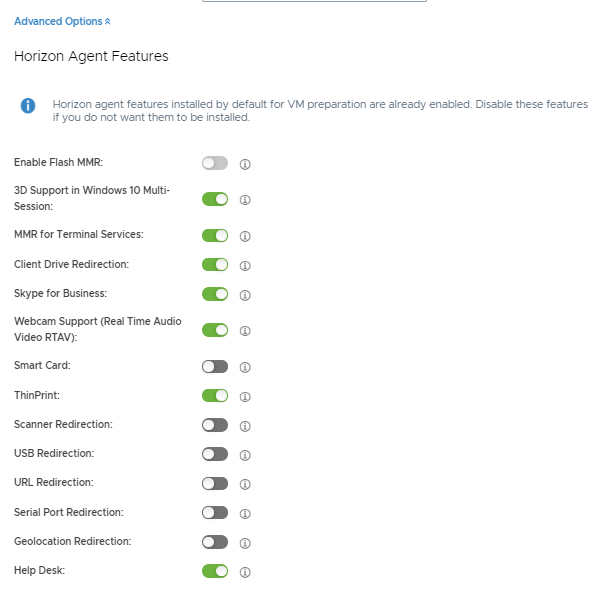 Advanced Options
Horizon Agent Features
Horizon agent features installed by default for VM preparation are already enabled. Disable these features
if you do not want them to be installed.
Enable Flash MMR:
3D Support in Windows 10 Multi-
Session:
MMR for Terminal Services:
Client Drive Redirection:
Skype for Business:
Webcam Support (Real Time Audio
Video RTAV):
Smart Card:
ThinPrint:
Scanner Redirection:
USB Redirection:
URL Redirection:
Serial Port Redirection:
Geolocation Redirection:
Help Desk: